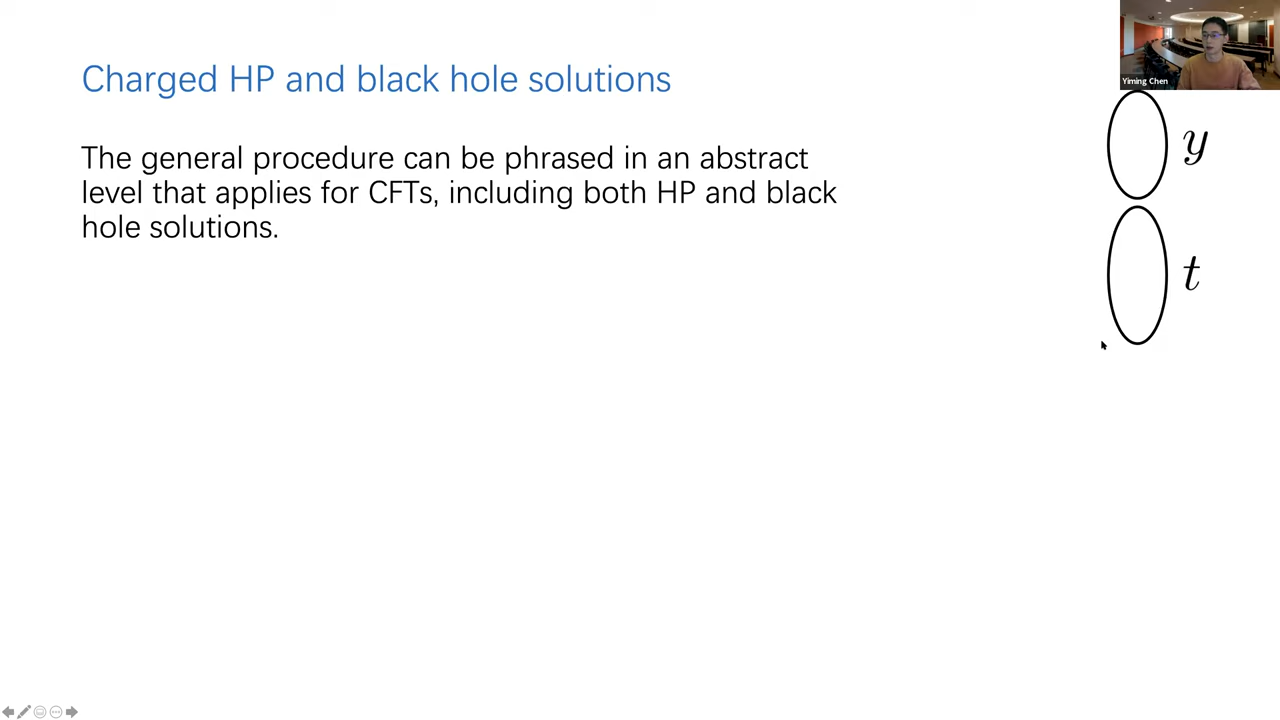 Charged HP and black hole solutions
Yiming Chen
The general procedure can be phrased in an abstract
level that applies for CFTs, including both HP and black
hole solutions.
y
t